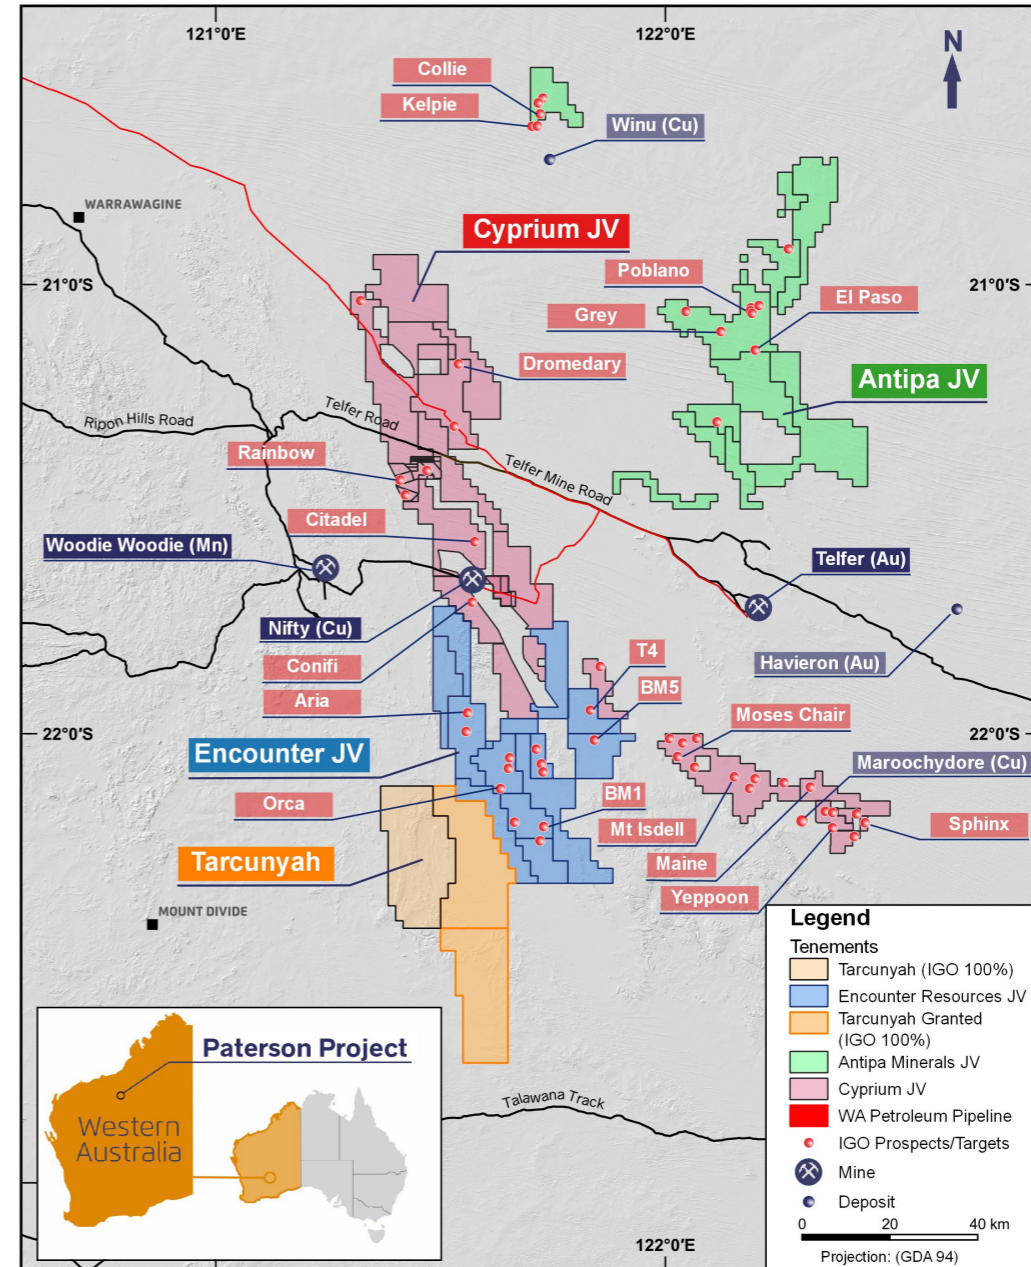 121°0′E
122°0′E
N
Collie
Kelpie
Winu (Cu)
WARRAWAGINE
Cyprium JV
Poblano
21°0′S
21°0′S
El Paso
Grey
Dromedary
Antipa JV
Ripon Hills Road
Telfer Road
Rainbow
Telfer Mine Road
Citadel
Woodie Woodie (Mn)
Telfer (Au)
Nifty (Cu)
T4
Havieron (Au)
Conifi
BM5
Aria
Moses Chair
22°0′S
22°0′S
Encounter JV
Maroochydore (Cu)
Orca
BM1
Mt Isdell
Sphinx
Tarcunyah
Maine
Yeppoon
MOUNT DIVIDE
Talawana Track
122°0′E
Paterson Project
Western
Australia
Legend
Tenements
Tarcunyah (IGO 100%)
Encounter Resources JV
Tarcunyah Granted
(IGO 100%)
Antipa Minerals JV
Cyprium JV
WA Petroleum Pipeline
IGO Prospects/Targets
Mine
Deposit
0 20 40 km
Projection: (GDA 94)